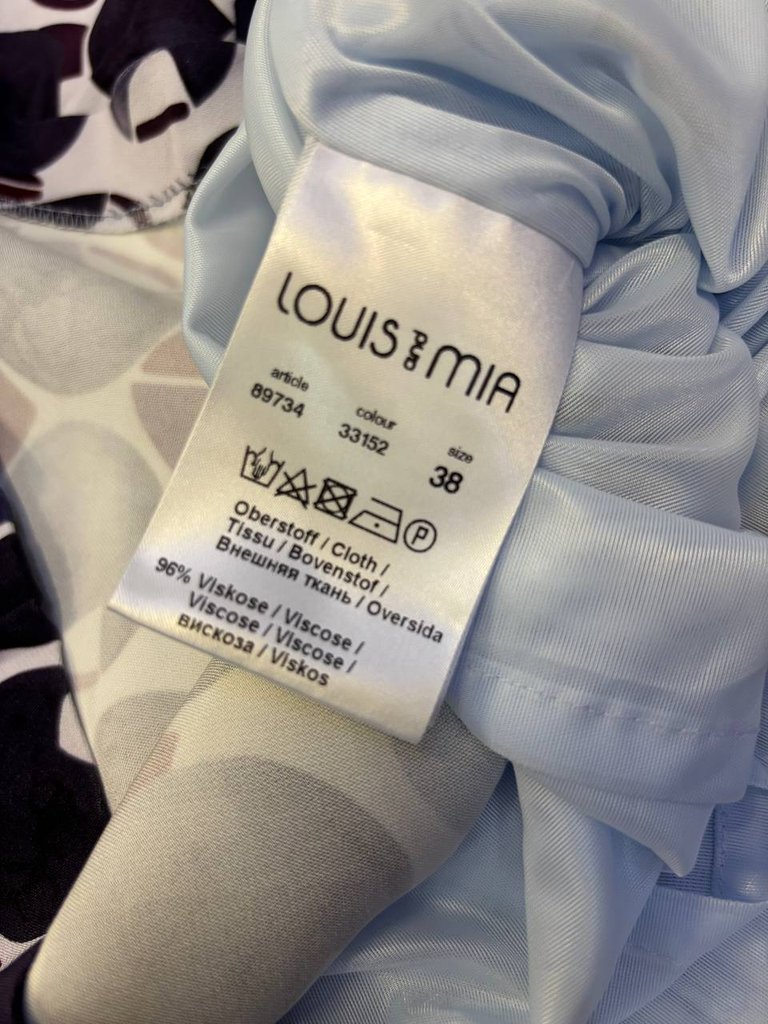 LOUIS and MIA
article colour size
89734 33152 38
P
Oberstoff / Cloth /
Tissu / Bovenstof /
Внешняя ткань / Oversida
96% Viskose / Viscose /
Viscose / Viscose /
вискоза / Viskos